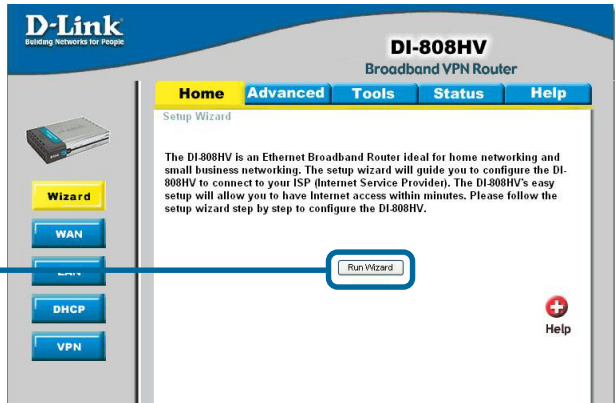 D-Link
Building Networks for People
DI-808HV
Broadband VPN Router
Home
Advanced
Tools
Status
Help
Setup Wizard
The DI-808HV is an Ethernet Broadband Router ideal for home networking and
small business networking. The setup wizard will guide you to configure the DI-
808HV to connect to your ISP (Internet Service Provider). The DI-808HV's easy
setup will allow you to have Internet access within minutes. Please follow the
setup wizard step by step to configure the DI-808HV.
Wizard
WAN
Run Wizard
DHCP
Help
VPN